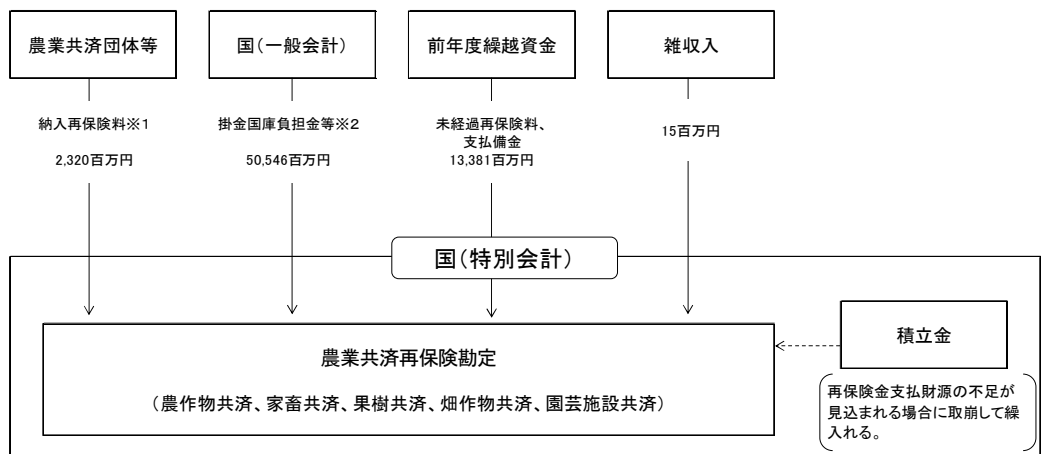 農業共済団体等
国(一般会計)
前年度繰越資金
雑収入
納入再保険料※1
2,320百万円
掛金国庫負担金等※2
50,546百万円
未経過再保険料、
支払備金
13,381百万円
15百万円
国(特別会計)
農業共済再保険勘定
(農作物共済、家畜共済、果樹共済、畑作物共済、園芸施設共済)
積立金
再保険金支払財源の不足が
見込まれる場合に取崩して繰
入れる。